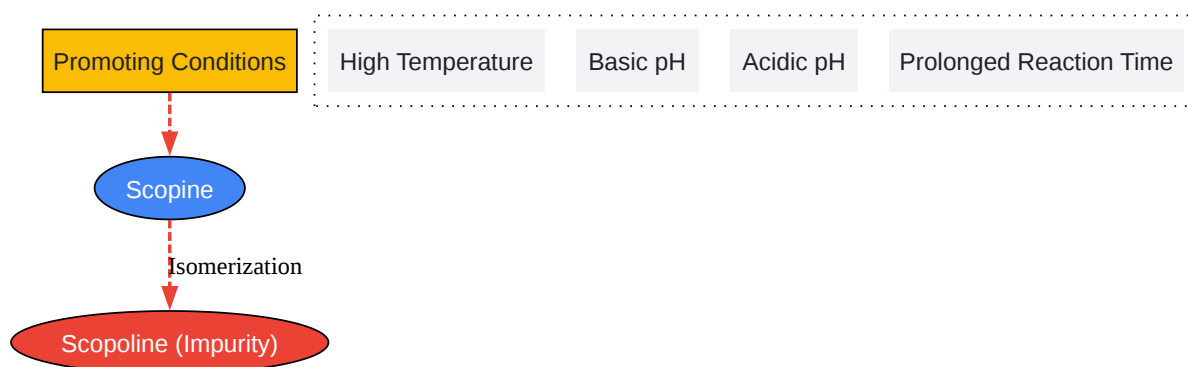 Promoting Conditions
High Temperature
Basic pH
Acidic pH
Prolonged Reaction Time
Scopine
Isomerization
Scopoline (Impurity)